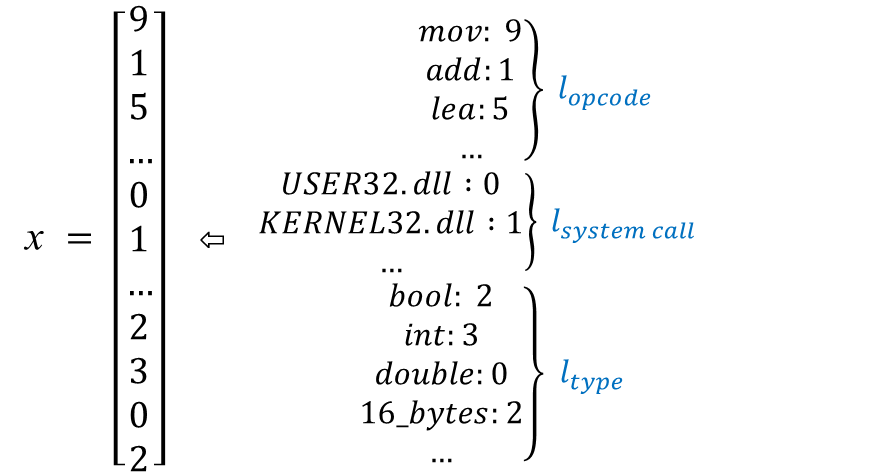 x = [9 1 5 ... 0 1 ... 2 3 0 2] ⇦
mov: 9
add: 1
lea: 5
...
l_opcode
USER32.dll : 0
KERNEL32.dll : 1
...
l_system call
bool: 2
int: 3
double: 0
16_bytes: 2
...
l_type